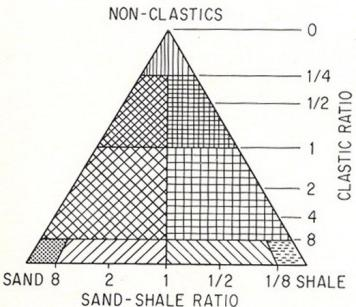 NON-CLASTICS
0
1/4
1/2
1
2
4
8
CLASTIC RATIO
SAND 8 2 1 1/2 1/8 SHALE
SAND-SHALE RATIO